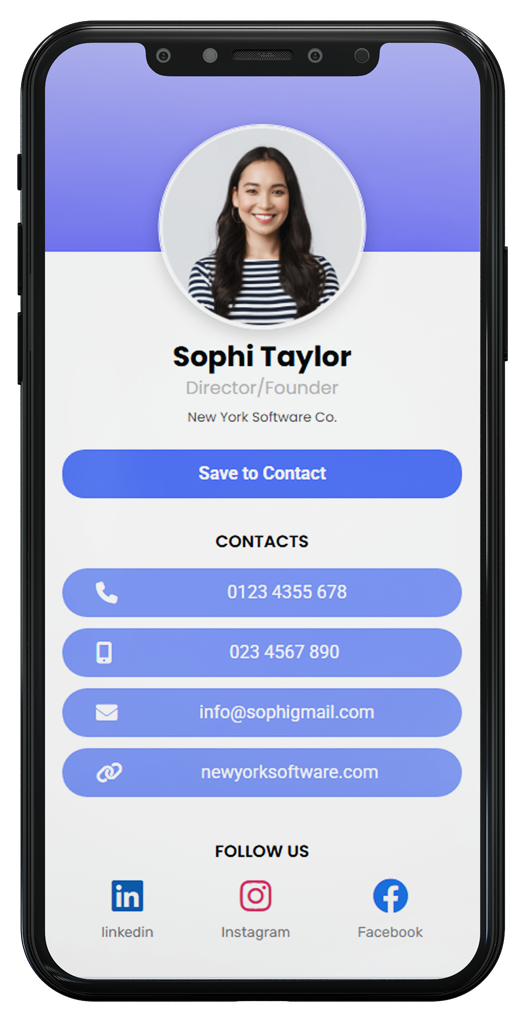 Sophi Taylor
Director/Founder
New York Software Co.
Save to Contact
CONTACTS
0123 4355 678
023 4567 890
info@sophigmail.com
newyorksoftware.com
FOLLOW US
in
linkedin
Instagram
Facebook